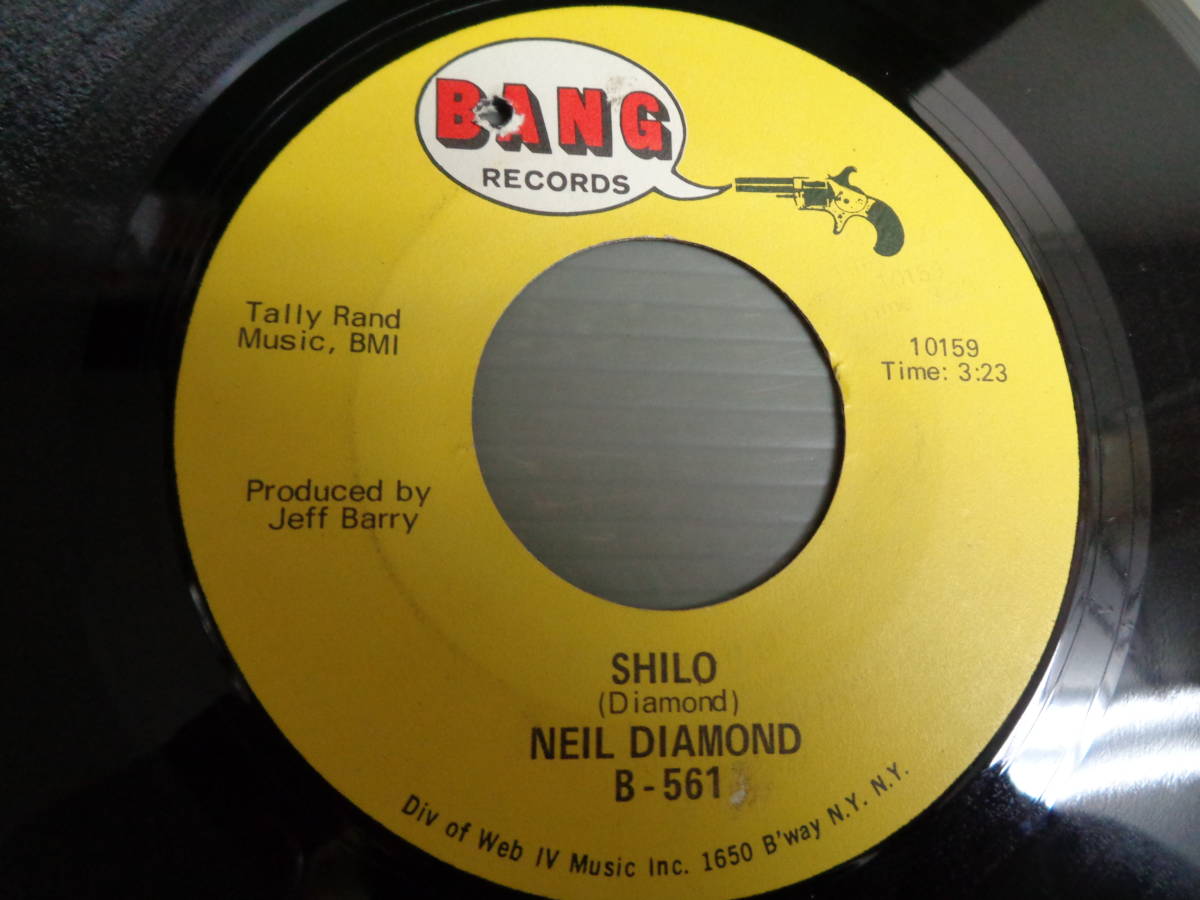 BANG
RECORDS
Tally Rand
Music, BMI
10159
Time: 3:23
Produced by
Jeff Barry
SHILO
(Diamond)
NEIL DIAMOND
B-561
Div of Web IV Music Inc. 1650 B'way N.Y. N.Y.